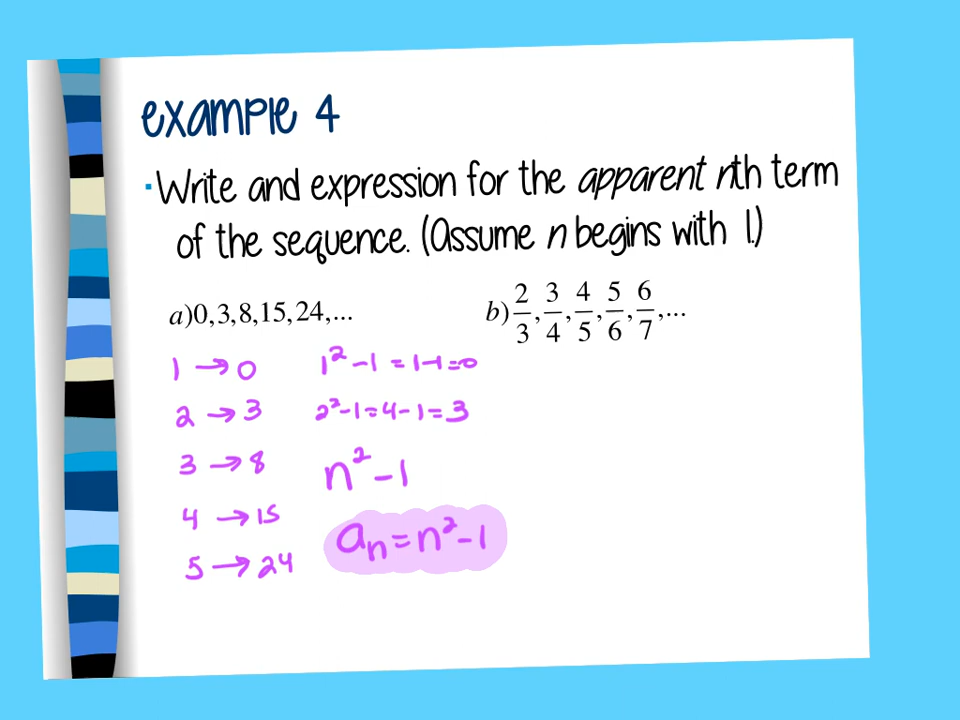 example 4
▪Write and expression for the apparent nth term
of the sequence. (Assume n begins with 1.)
a)0,3,8,15,24,...
b)2/3,3/4,4/5,5/6,6/7,...
1 → 0
1²-1 = 1-1=0
2 → 3
2²-1=4-1=3
3 → 8
n²-1
4 → 15
aₙ=n²-1
5 → 24